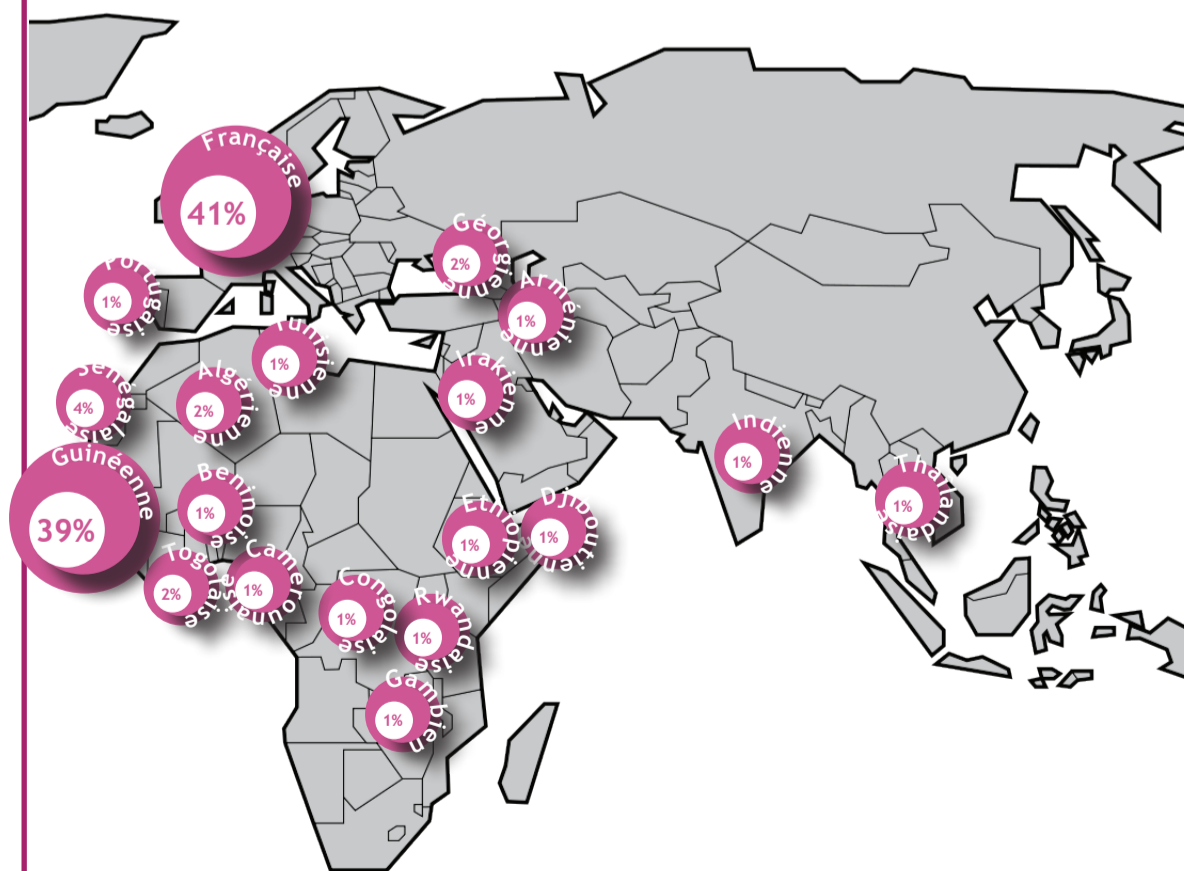 Française
41%
Géorgienne
2%
Portugaise
1%
Arménienne
1%
Tunisienne
1%
Irakienne
1%
Sénégalaise
4%
Algérienne
2%
Indienne
1%
Guinéenne
39%
Beninoise
1%
Thaïlandaise
1%
Ethiopienne
1%
Djiboutienne
1%
Togolaise
2%
Camerounaise
1%
Congolaise
1%
Rwandaise
1%
Gambien
1%